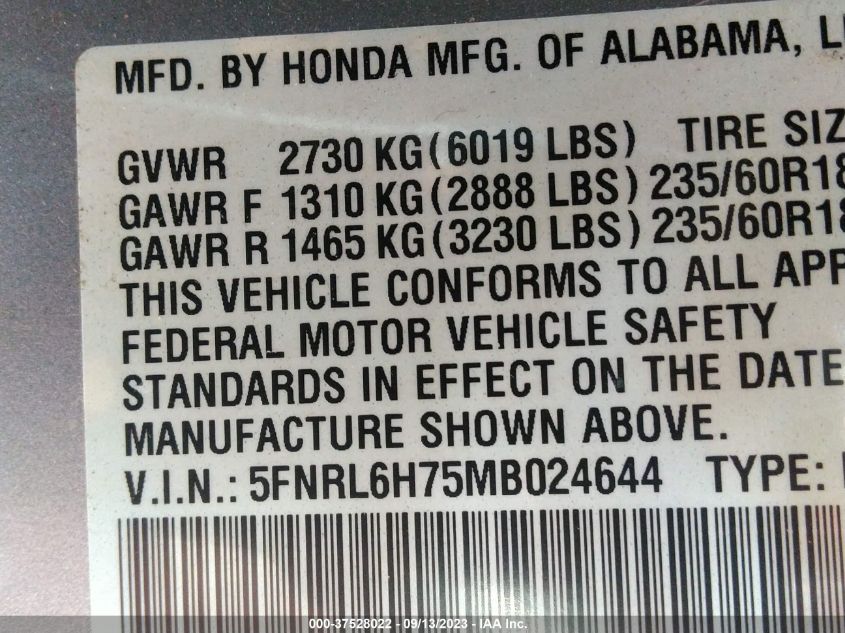 MFD. BY HONDA MFG. OF ALABAMA,
GVWR 2730 KG (6019 LBS) TIRE
GAWR F 1310 KG (2888 LBS) 235/60R18
GAWR R 1465 KG (3230 LBS) 235/60R18
THIS VEHICLE CONFORMS TO ALL
FEDERAL MOTOR VEHICLE SAFETY
STANDARDS IN EFFECT ON THE DATE
MANUFACTURE SHOWN ABOVE.
V.I.N.: 5FNRL6H75MB024644 TYPE:
000-37528022 - 09/13/2023 - IAA Inc.